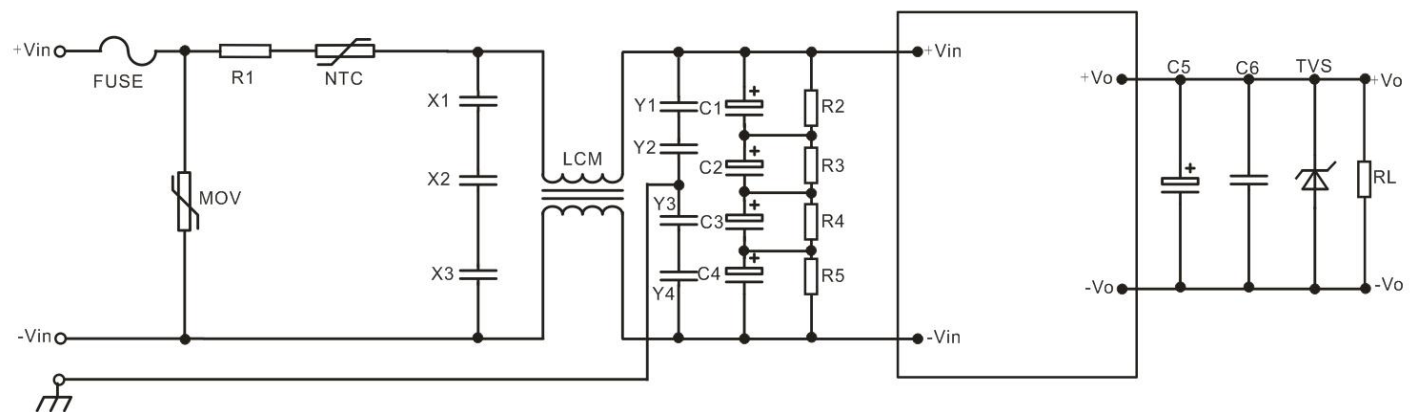 +Vin
FUSE
R1
NTC
MOV
X1
X2
X3
-Vin
LCM
Y1
Y2
Y3
Y4
C1
C2
C3
C4
R2
R3
R4
R5
+Vin
-Vin
+Vo
-Vo
C5
C6
TVS
+Vo
RL
-Vo